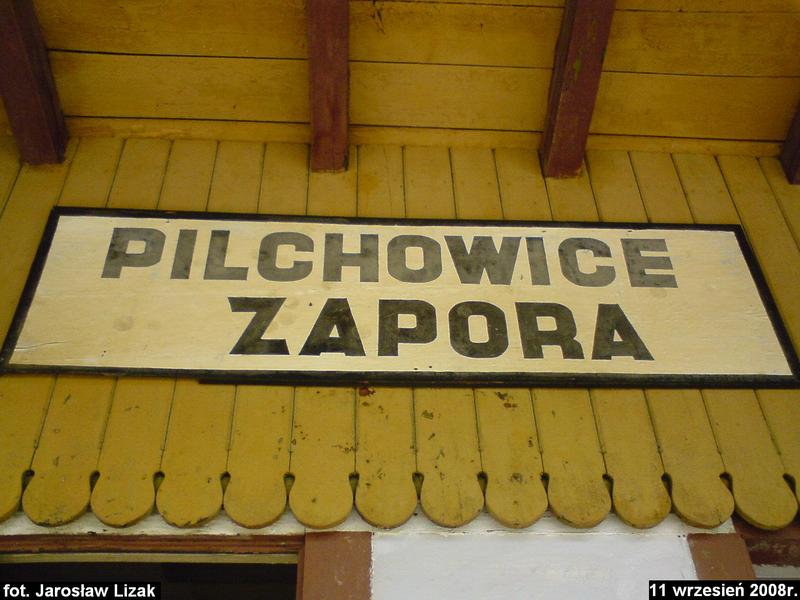 PILCHOWICE
ZAPORA
fot. Jarosław Lizak
11 wrzesień 2008r.